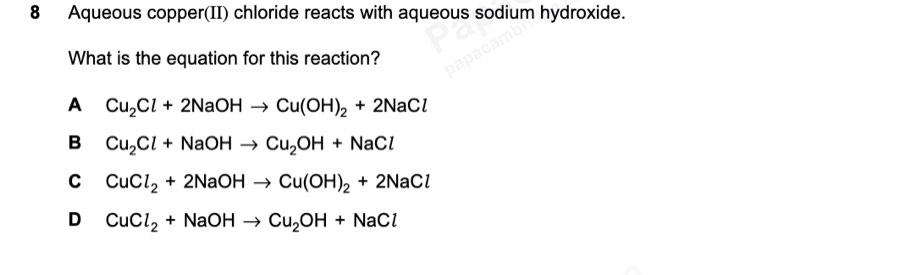 8 Aqueous copper(II) chloride reacts with aqueous sodium hydroxide.
What is the equation for this reaction?
A Cu₂Cl + 2NaOH → Cu(OH)₂ + 2NaCl
B Cu₂Cl + NaOH → Cu₂OH + NaCl
C CuCl₂ + 2NaOH → Cu(OH)₂ + 2NaCl
D CuCl₂ + NaOH → Cu₂OH + NaCl